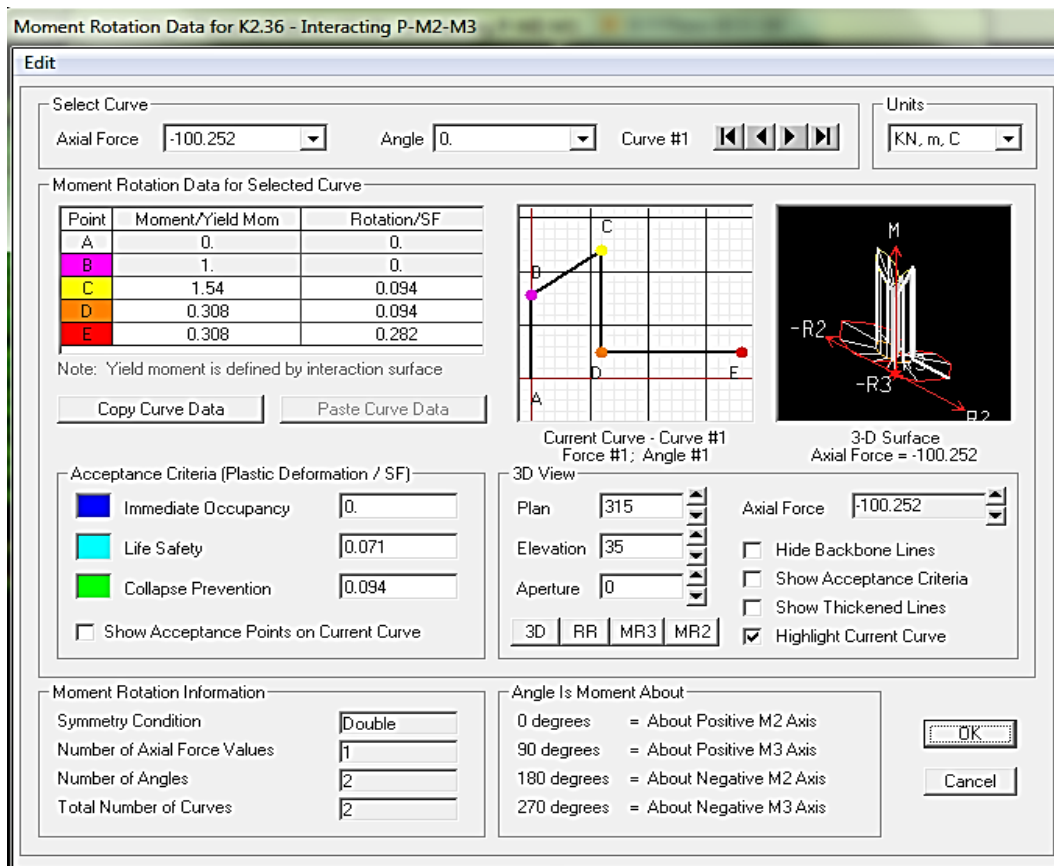 Moment Rotation Data for K2.36 - Interacting P-M2-M3
Edit
Select Curve
Axial Force -100.252 Angle 0. Curve #1
Units
KN, m, C
Moment Rotation Data for Selected Curve
Point Moment/Yield Mom Rotation/SF
A 0. 0.
B 1. 0.
C 1.54 0.094
D 0.308 0.094
E 0.308 0.282
Note: Yield moment is defined by interaction surface
Copy Curve Data Paste Curve Data
C
B
D E
A
Current Curve - Curve #1
Force #1; Angle #1
M
-R2
R3
-R3
R2
3-D Surface
Axial Force = -100.252
Acceptance Criteria (Plastic Deformation / SF)
Immediate Occupancy 0.
Life Safety 0.071
Collapse Prevention 0.094
Show Acceptance Points on Current Curve
3D View
Plan 315
Elevation 35
Aperture 0
3D RR MR3 MR2
Axial Force -100.252
Hide Backbone Lines
Show Acceptance Criteria
Show Thickened Lines
Highlight Current Curve
Moment Rotation Information
Symmetry Condition Double
Number of Axial Force Values 1
Number of Angles 2
Total Number of Curves 2
Angle Is Moment About
0 degrees = About Positive M2 Axis
90 degrees = About Positive M3 Axis
180 degrees = About Negative M2 Axis
270 degrees = About Negative M3 Axis
OK
Cancel